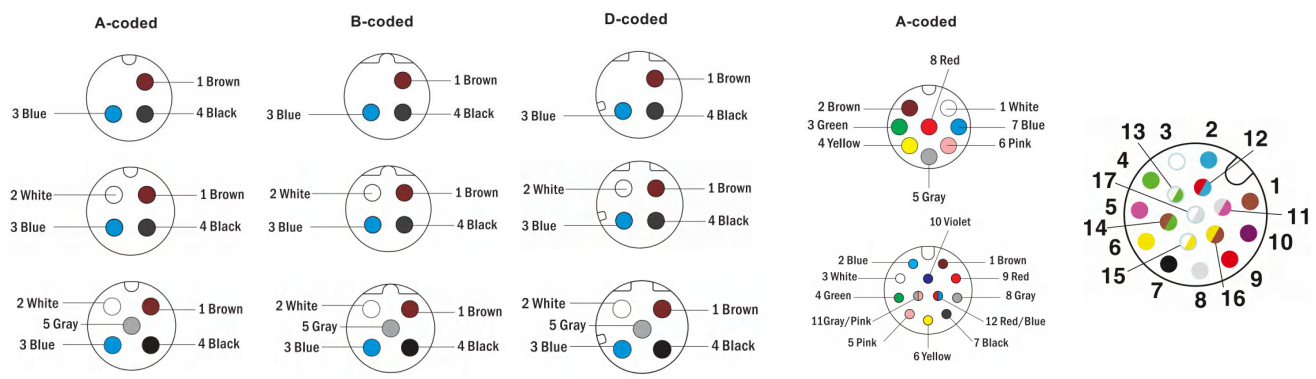 A-coded
B-coded
D-coded
A-coded
1 Brown
3 Blue
4 Black
1 Brown
3 Blue
4 Black
1 Brown
3 Blue
4 Black
2 White
1 Brown
3 Blue
4 Black
2 White
1 Brown
3 Blue
4 Black
2 White
1 Brown
3 Blue
4 Black
2 White
1 Brown
5 Gray
3 Blue
4 Black
2 White
1 Brown
5 Gray
3 Blue
4 Black
2 White
1 Brown
5 Gray
3 Blue
4 Black
8 Red
2 Brown
1 White
3 Green
7 Blue
4 Yellow
6 Pink
5 Gray
10 Violet
2 Blue
1 Brown
3 White
9 Red
4 Green
8 Gray
11Gray/Pink
12 Red/Blue
5 Pink
7 Black
6 Yellow
13
3
2
12
4
17
1
5
11
14
10
6
15
9
7
8
16